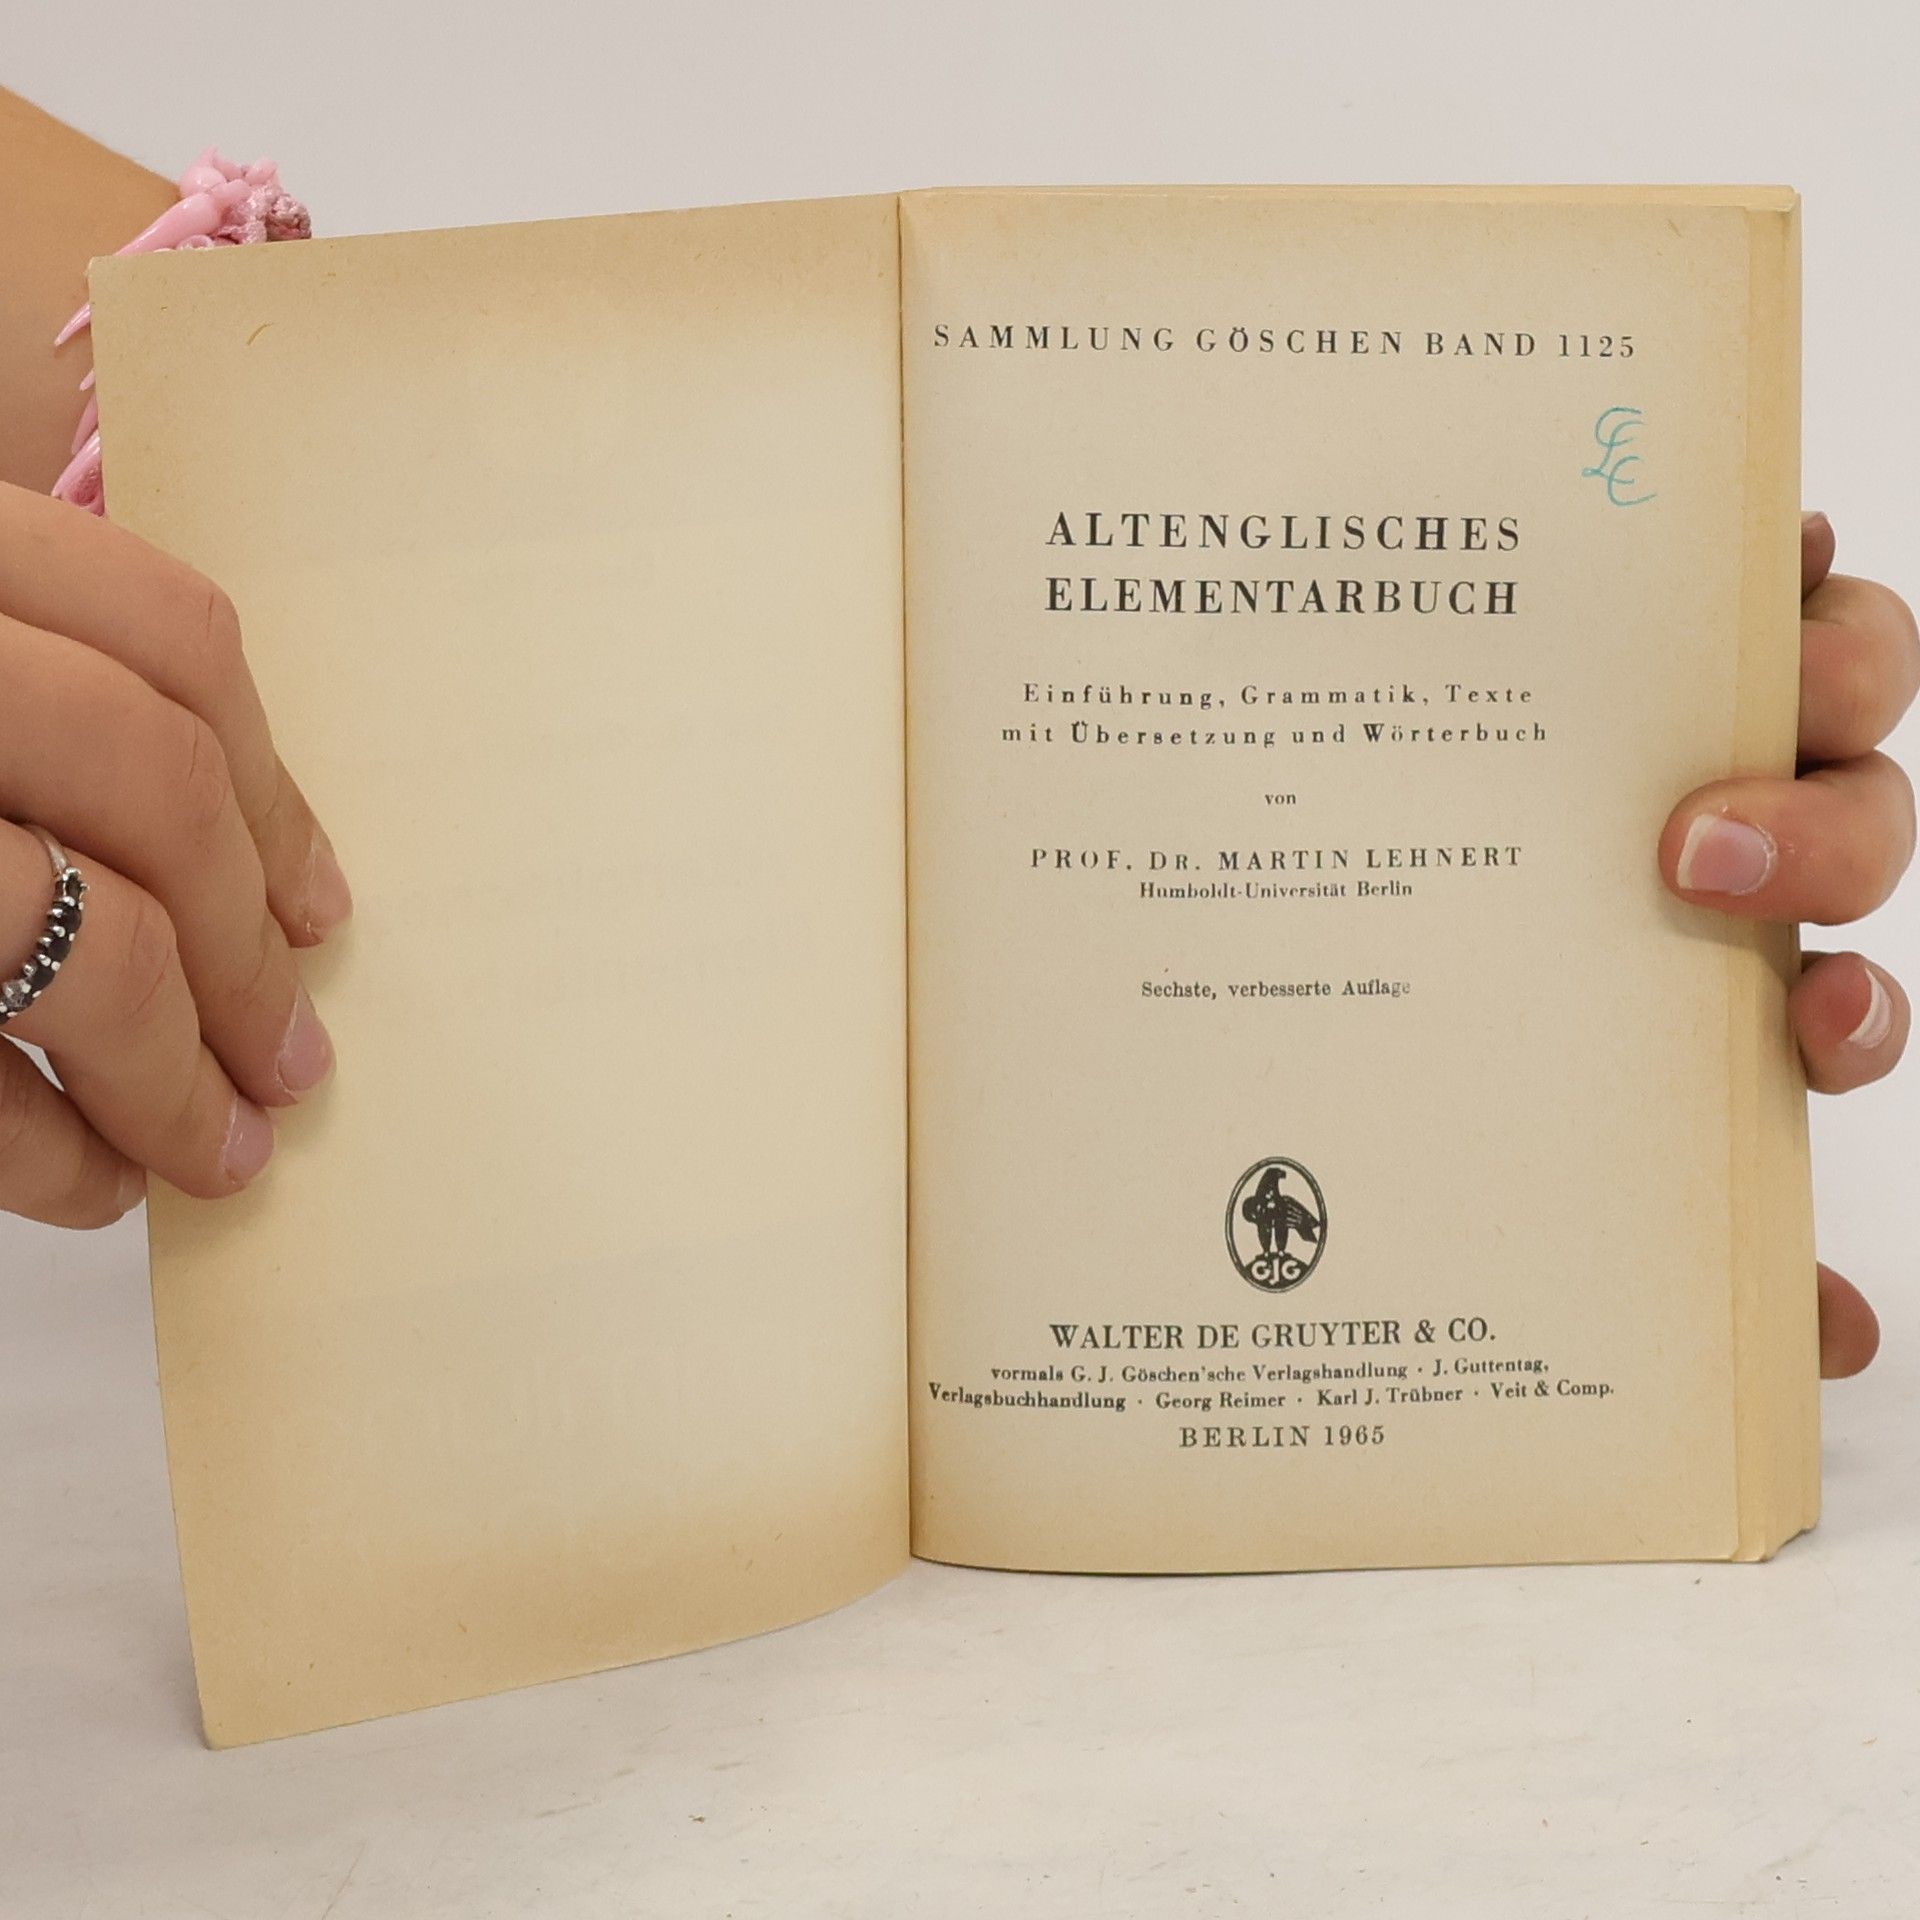 SAMMLUNG GÖSCHEN BAND 1125
ALTENGLISCHES
ELEMENTARBUCH
Einführung, Grammatik, Texte
mit Übersetzung und Wörterbuch
von
PROF. DR. MARTIN LEHNERT
Humboldt-Universität Berlin
Sechste, verbesserte Auflage
GJG
WALTER DE GRUYTER & CO.
vormals G. J. Göschen'sche Verlagshandlung · J. Guttentag,
Verlagsbuchhandlung · Georg Reimer · Karl J. Trübner · Veit & Comp.
BERLIN 1965